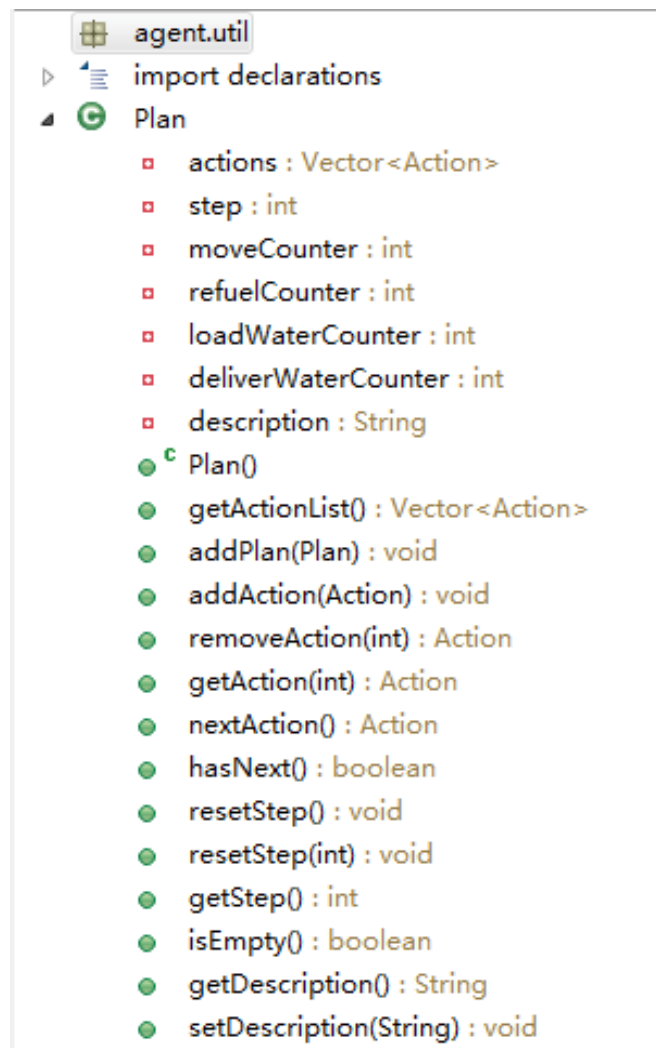 agent.util
import declarations
C Plan
actions : Vector<Action>
step : int
moveCounter : int
refuelCounter : int
loadWaterCounter : int
deliverWaterCounter : int
description : String
C Plan()
getActionList() : Vector<Action>
addPlan(Plan) : void
addAction(Action) : void
removeAction(int) : Action
getAction(int) : Action
nextAction() : Action
hasNext() : boolean
resetStep() : void
resetStep(int) : void
getStep() : int
isEmpty() : boolean
getDescription() : String
setDescription(String) : void